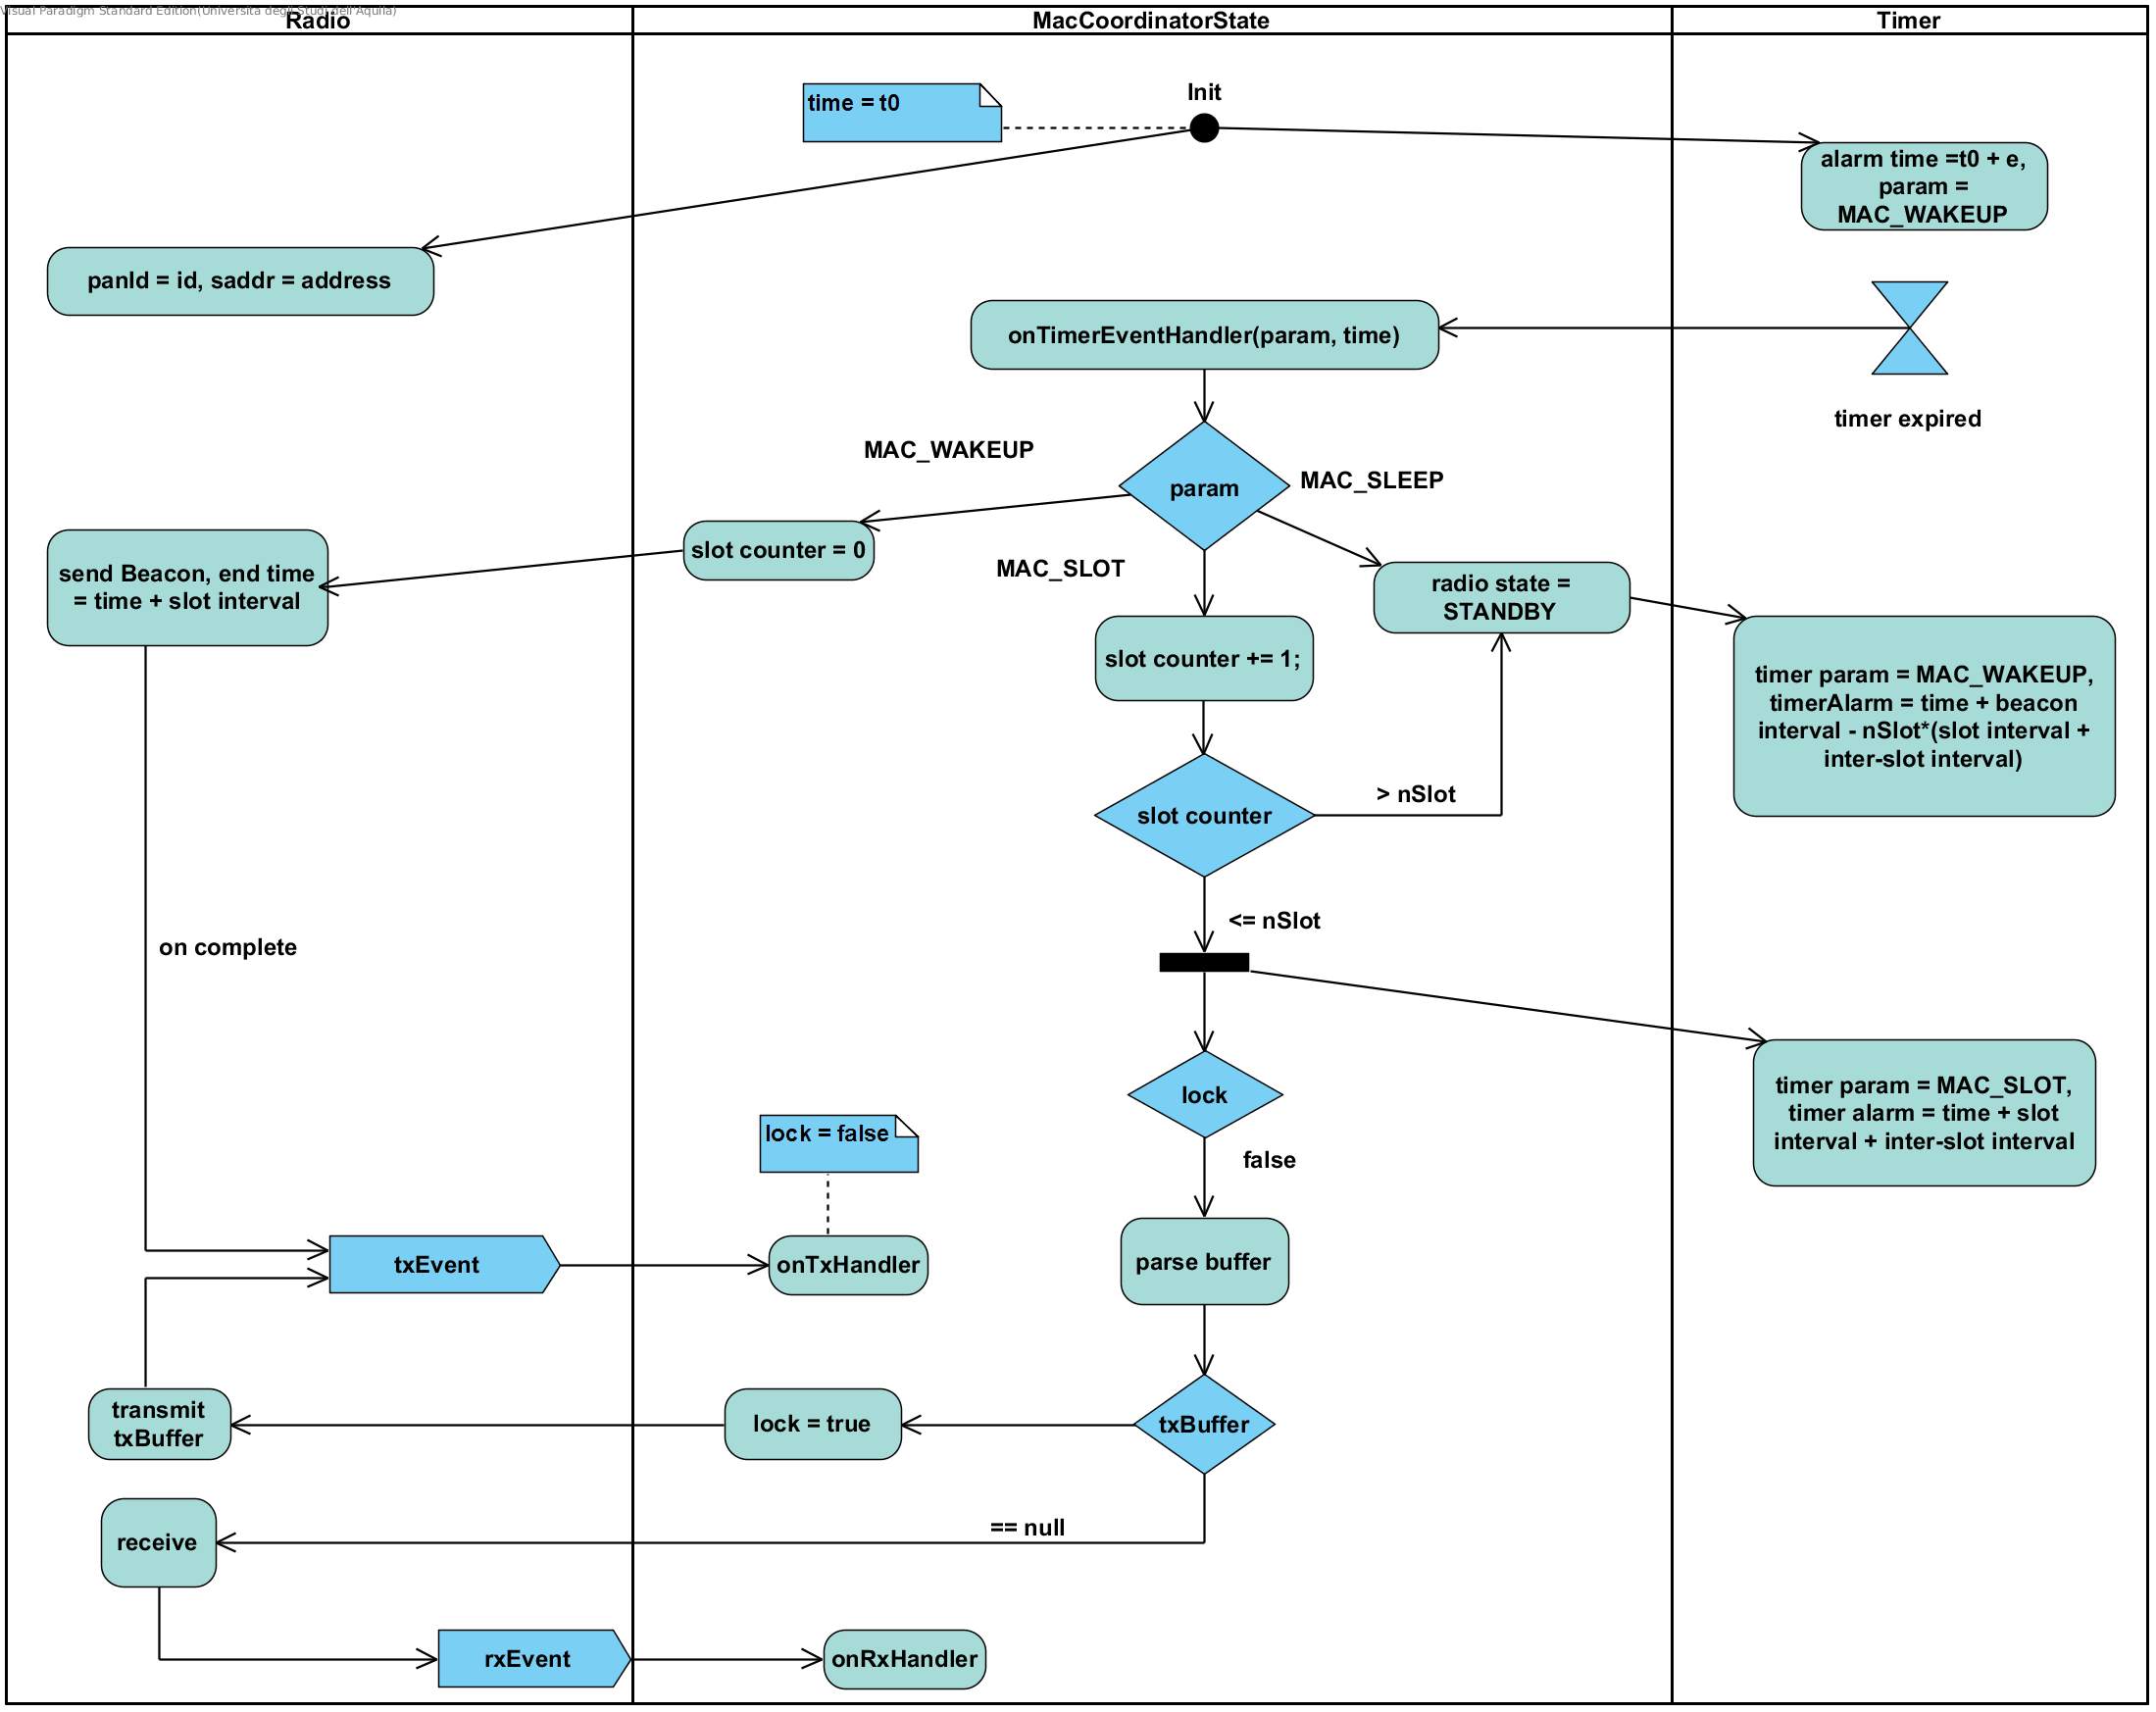 Visual Paradigm Standard Edition(Università degli Studi dell'Aquila)
Radio
MacCoordinatorState
Timer
time = t0
Init
alarm time =t0 + e,
param =
MAC_WAKEUP
panId = id, saddr = address
onTimerEventHandler(param, time)
timer expired
MAC_WAKEUP
param
MAC_SLEEP
slot counter = 0
send Beacon, end time
= time + slot interval
MAC_SLOT
radio state =
STANDBY
slot counter += 1;
timer param = MAC_WAKEUP,
timerAlarm = time + beacon
interval - nSlot*(slot interval +
inter-slot interval)
slot counter
> nSlot
<= nSlot
on complete
lock
timer param = MAC_SLOT,
timer alarm = time + slot
interval + inter-slot interval
lock = false
false
txEvent
onTxHandler
parse buffer
transmit
txBuffer
lock = true
txBuffer
receive
== null
rxEvent
onRxHandler